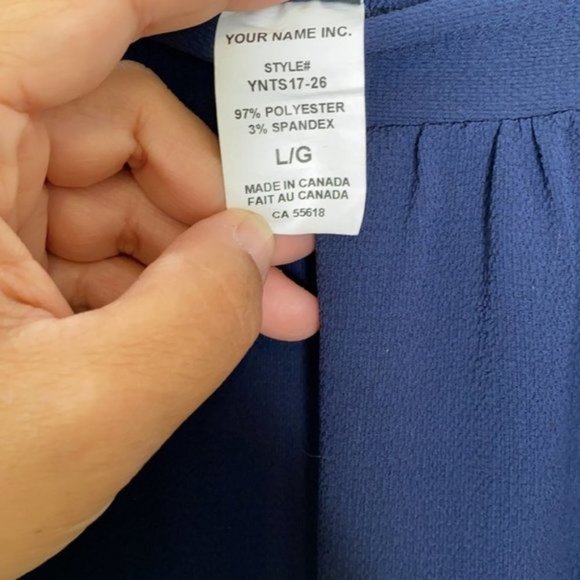 YOUR NAME INC.
STYLE#
YNTS17-26
97% POLYESTER
3% SPANDEX
L/G
MADE IN CANADA
FAIT AU CANADA
CA 55618